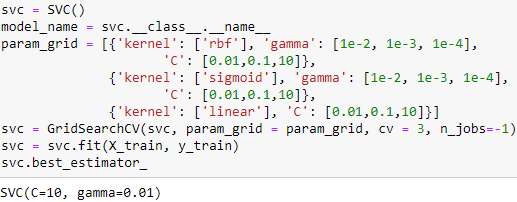 svc = SVC()
model_name = svc.__class__.__name__
param_grid = [{'kernel': ['rbf'], 'gamma': [1e-2, 1e-3, 1e-4],
'C': [0.01,0.1,10]},
{'kernel': ['sigmoid'], 'gamma': [1e-2, 1e-3, 1e-4],
'C': [0.01,0.1,10]},
{'kernel': ['linear'], 'C': [0.01,0.1,10]}]
svc = GridSearchCV(svc, param_grid = param_grid, cv = 3, n_jobs=-1)
svc = svc.fit(X_train, y_train)
svc.best_estimator_
SVC(C=10, gamma=0.01)